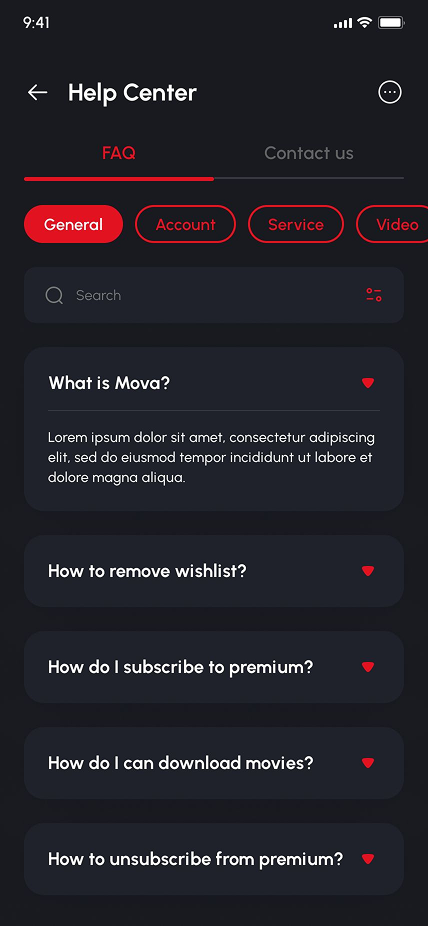 9:41
Help Center
FAQ
Contact us
General
Account
Service
Video
Search
What is Mova?
Lorem ipsum dolor sit amet, consectetur adipiscing
elit, sed do eiusmod tempor incididunt ut labore et
dolore magna aliqua.
How to remove wishlist?
How do I subscribe to premium?
How do I can download movies?
How to unsubscribe from premium?